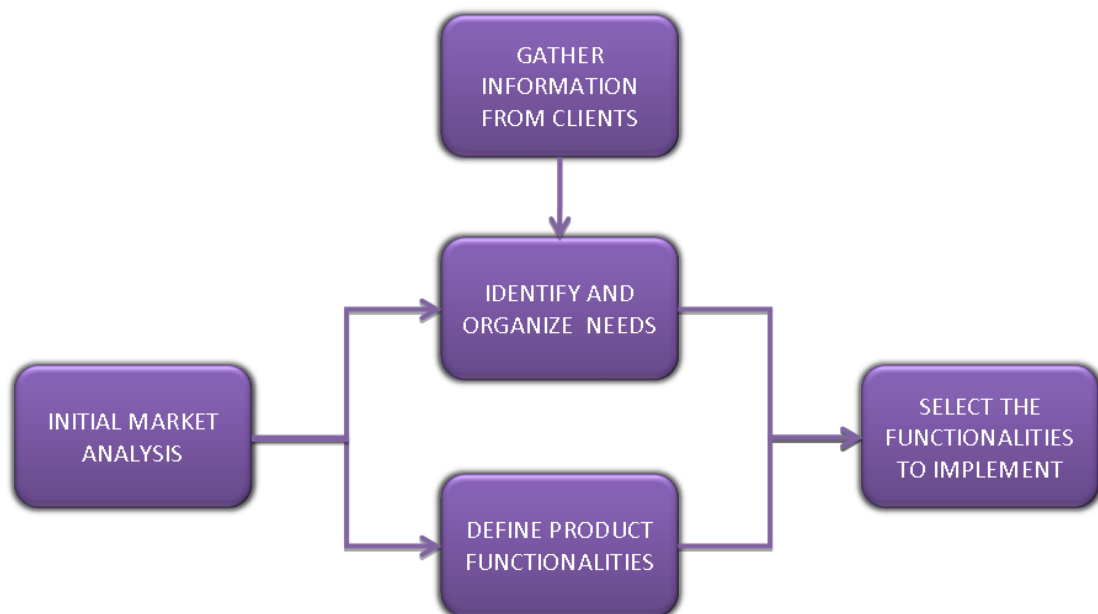 GATHER
INFORMATION
FROM CLIENTS
IDENTIFY AND
ORGANIZE NEEDS
INITIAL MARKET
ANALYSIS
SELECT THE
FUNCTIONALITIES
TO IMPLEMENT
DEFINE PRODUCT
FUNCTIONALITIES